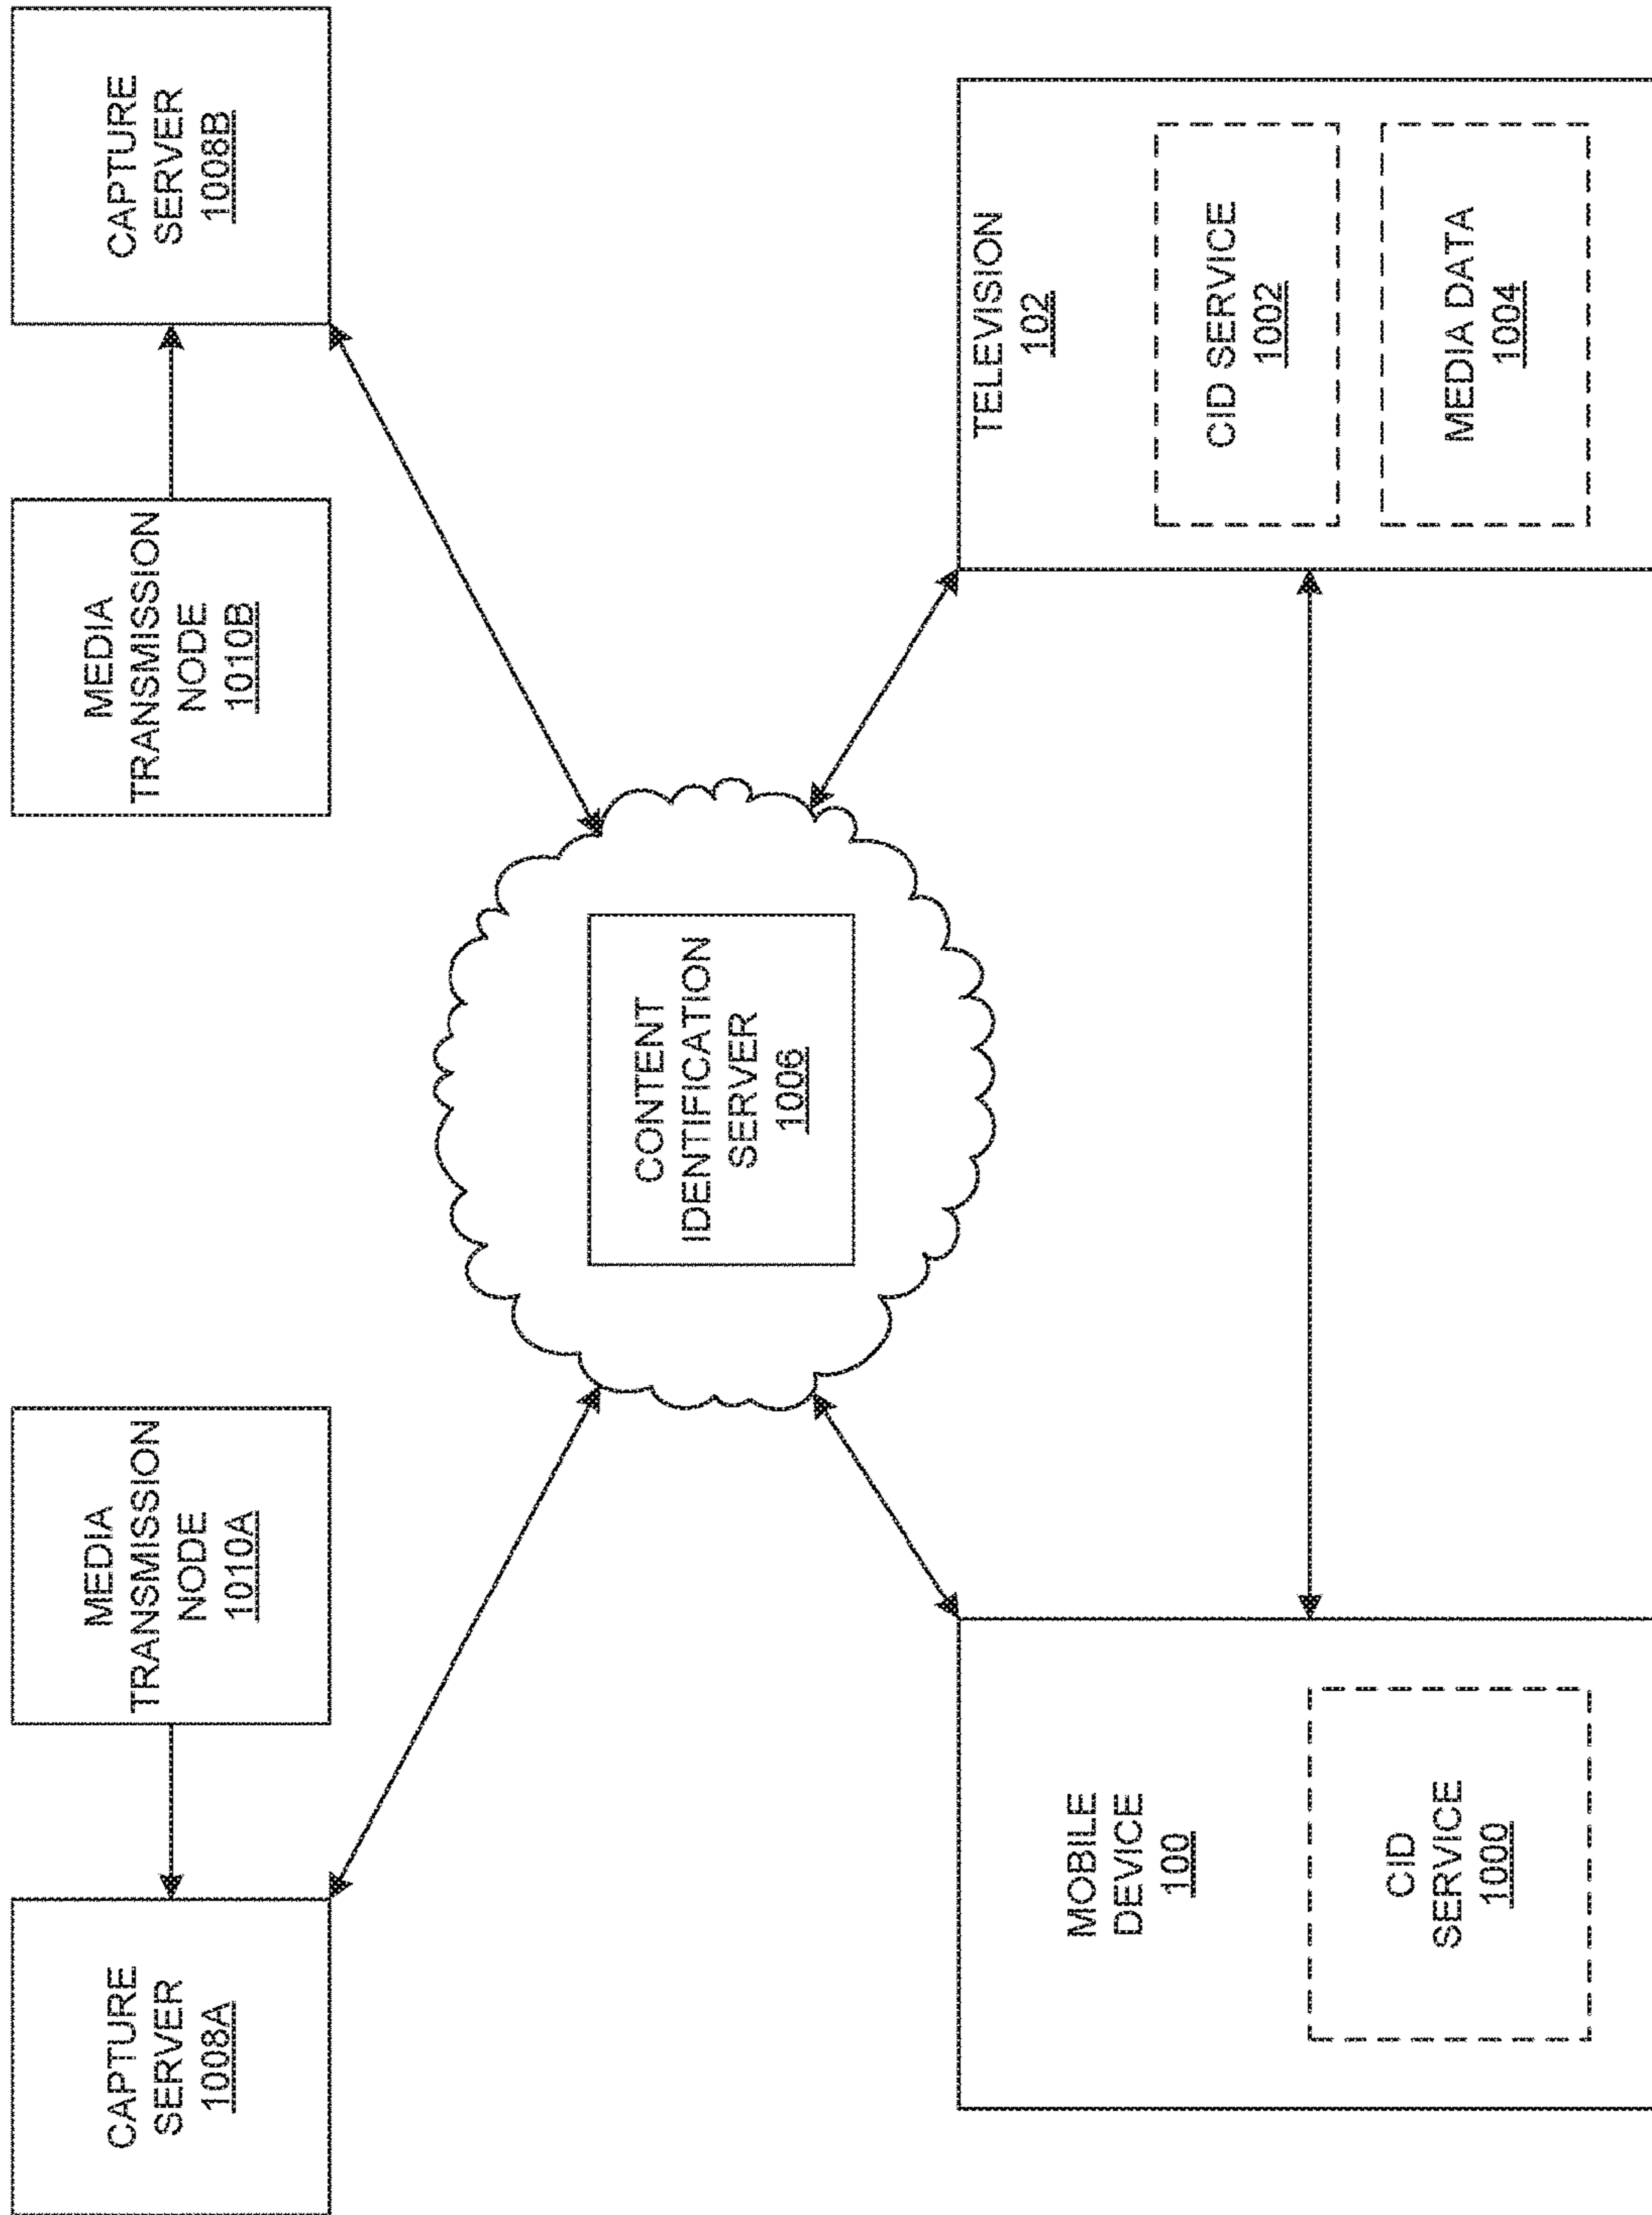 CAPTURE
SERVER
1008A
MEDIA
TRANSMISSION
NODE
1010A
MEDIA
TRANSMISSION
NODE
1010B
CAPTURE
SERVER
1008B
CONTENT
IDENTIFICATION
SERVER
1006
MOBILE
DEVICE
100
CID
SERVICE
1000
TELEVISION
102
CID SERVICE
1002
MEDIA DATA
1004